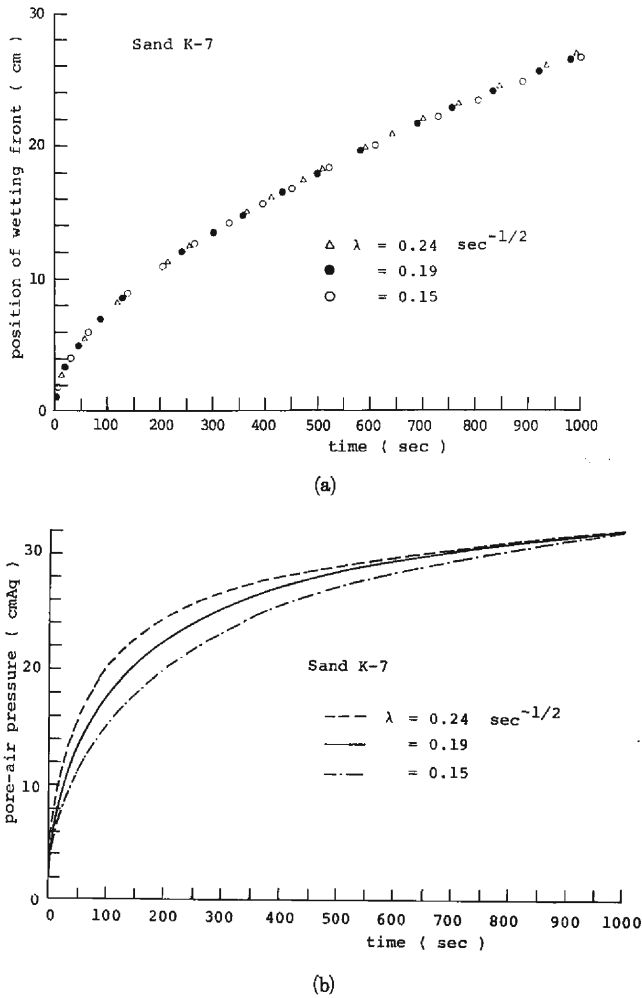 30
Sand K-7
position of wetting front ( cm )
20
△ λ = 0.24 sec⁻¹/²
● = 0.19
10
○ = 0.15
0
0 100 200 300 400 500 600 700 800 900 1000
time ( sec )
(a)
30
pore-air pressure ( cmAq )
20
Sand K-7
λ = 0.24 sec⁻¹/²
= 0.19
10
= 0.15
0
0 100 200 300 400 500 600 700 800 900 1000
time ( sec )
(b)